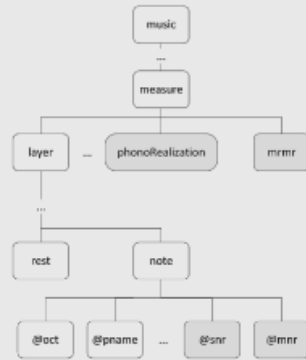 music
...
measure
layer ... phonoRealization mrmr
...
rest note
@oct @pname ... @snr @mnr